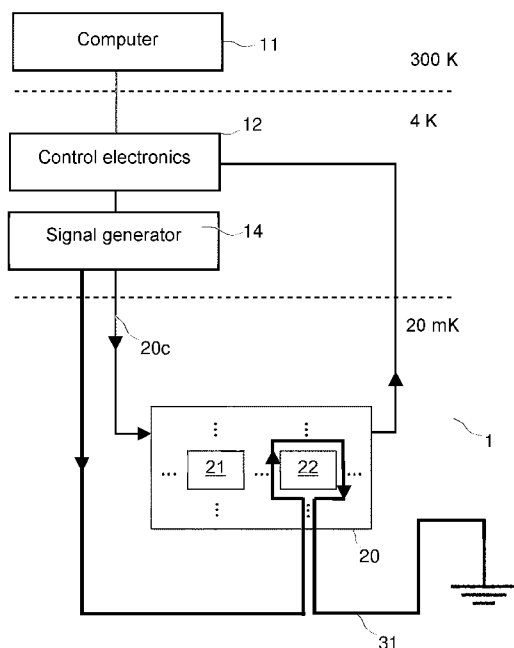 Computer
11
300 K
12
4 K
Control electronics
Signal generator
14
20c
20 mK
1
...
...
...
21
...
22
...
...
...
20
31